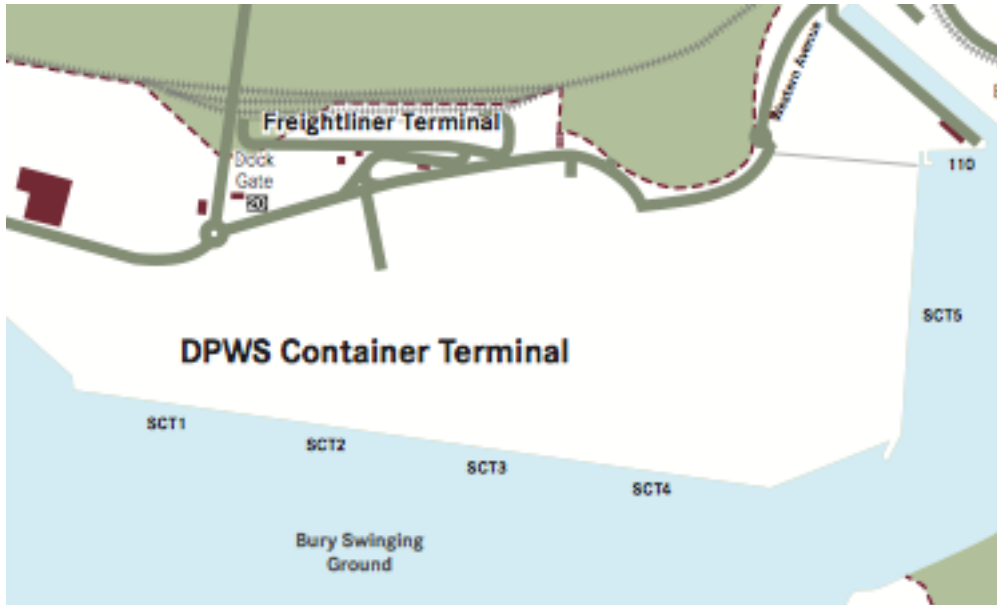 Western Avenue
Freightliner Terminal
Dock
Gate
20
110
SCT5
DPWS Container Terminal
SCT1
SCT2
SCT3
SCT4
Bury Swinging
Ground